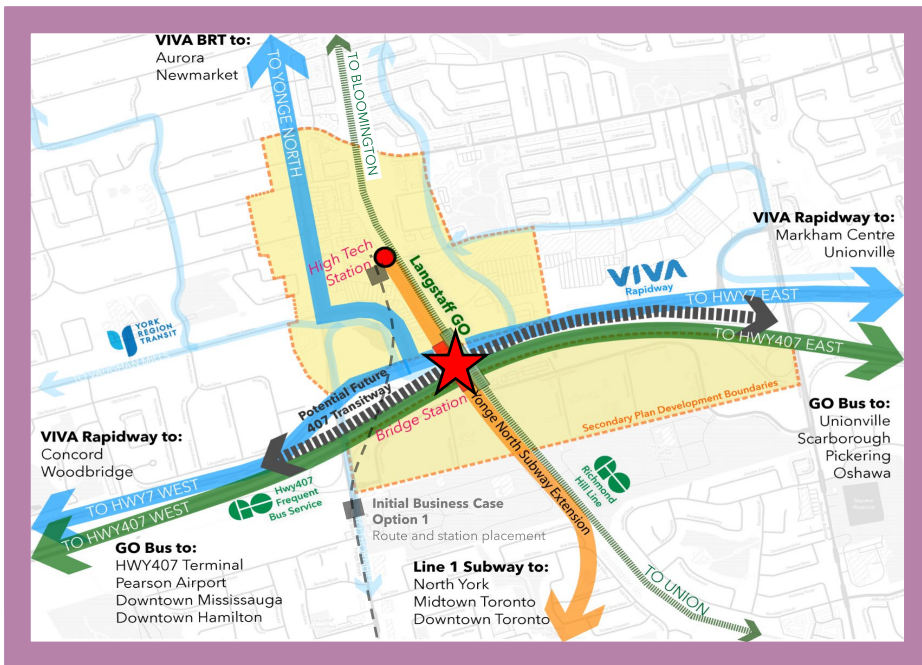 VIVA BRT to:
Aurora
Newmarket
TO YONGE NORTH
TO BLOOMINGTON
VIVA Rapidway to:
Markham Centre
Unionville
High Tech
Station
Langstaff GO
VIVA
Rapidway
TO HWY7 EAST
TO HWY407 EAST
YORK
REGION
TRANSIT
Potential Future
407 Transitway
Bridge Station
Secondary Plan Development Boundaries
GO Bus to:
Unionville
Scarborough
Pickering
Oshawa
VIVA Rapidway to:
Concord
Woodbridge
TO HWY7 WEST
TO HWY407 WEST
GO
Hwy407
Frequent
Bus Service
Initial Business Case
Option 1
Route and station placement
Yonge North Subway Extension
GO
Richmond
Hill Line
GO Bus to:
HWY407 Terminal
Pearson Airport
Downtown Mississauga
Downtown Hamilton
Line 1 Subway to:
North York
Midtown Toronto
Downtown Toronto
TO UNION